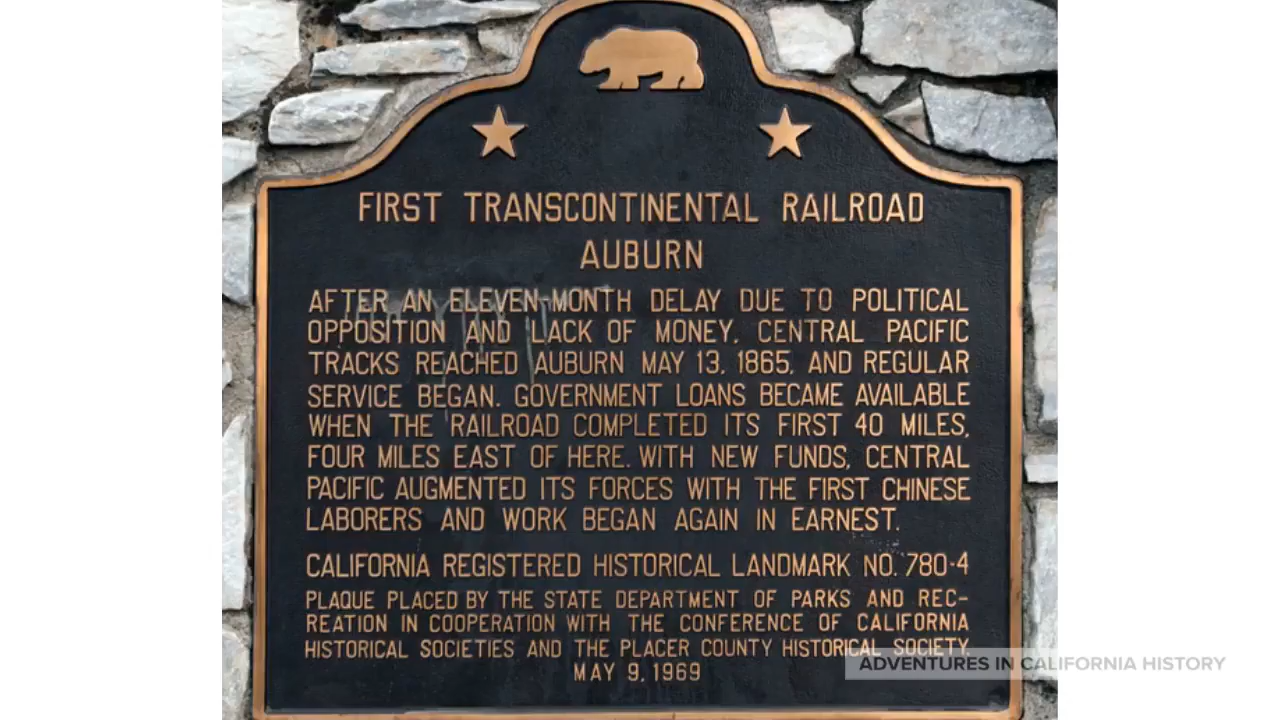 FIRST TRANSCONTINENTAL RAILROAD
AUBURN
AFTER AN ELEVEN-MONTH DELAY DUE TO POLITICAL
OPPOSITION AND LACK OF MONEY, CENTRAL PACIFIC
TRACKS REACHED AUBURN MAY 13, 1865, AND REGULAR
SERVICE BEGAN. GOVERNMENT LOANS BECAME AVAILABLE
WHEN THE RAILROAD COMPLETED ITS FIRST 40 MILES,
FOUR MILES EAST OF HERE. WITH NEW FUNDS, CENTRAL
PACIFIC AUGMENTED ITS FORCES WITH THE FIRST CHINESE
LABORERS AND WORK BEGAN AGAIN IN EARNEST.
CALIFORNIA REGISTERED HISTORICAL LANDMARK NO. 780-4
PLAQUE PLACED BY THE STATE DEPARTMENT OF PARKS AND REC-
REATION IN COOPERATION WITH THE CONFERENCE OF CALIFORNIA
HISTORICAL SOCIETIES AND THE PLACER COUNTY HISTORICAL SOCIETY,
MAY 9, 1969
ADVENTURES IN CALIFORNIA HISTORY